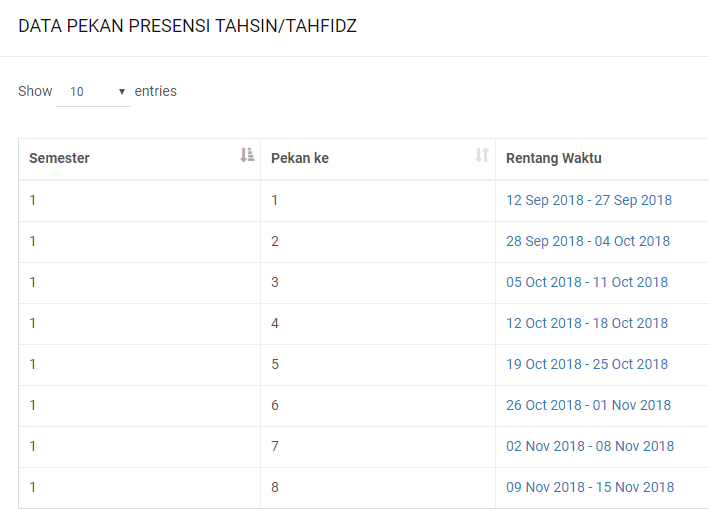 DATA PEKAN PRESENSI TAHSIN/TAHFIDZ
Show 10 entries
Semester Pekan ke Rentang Waktu
1 1 12 Sep 2018 - 27 Sep 2018
1 2 28 Sep 2018 - 04 Oct 2018
1 3 05 Oct 2018 - 11 Oct 2018
1 4 12 Oct 2018 - 18 Oct 2018
1 5 19 Oct 2018 - 25 Oct 2018
1 6 26 Oct 2018 - 01 Nov 2018
1 7 02 Nov 2018 - 08 Nov 2018
1 8 09 Nov 2018 - 15 Nov 2018